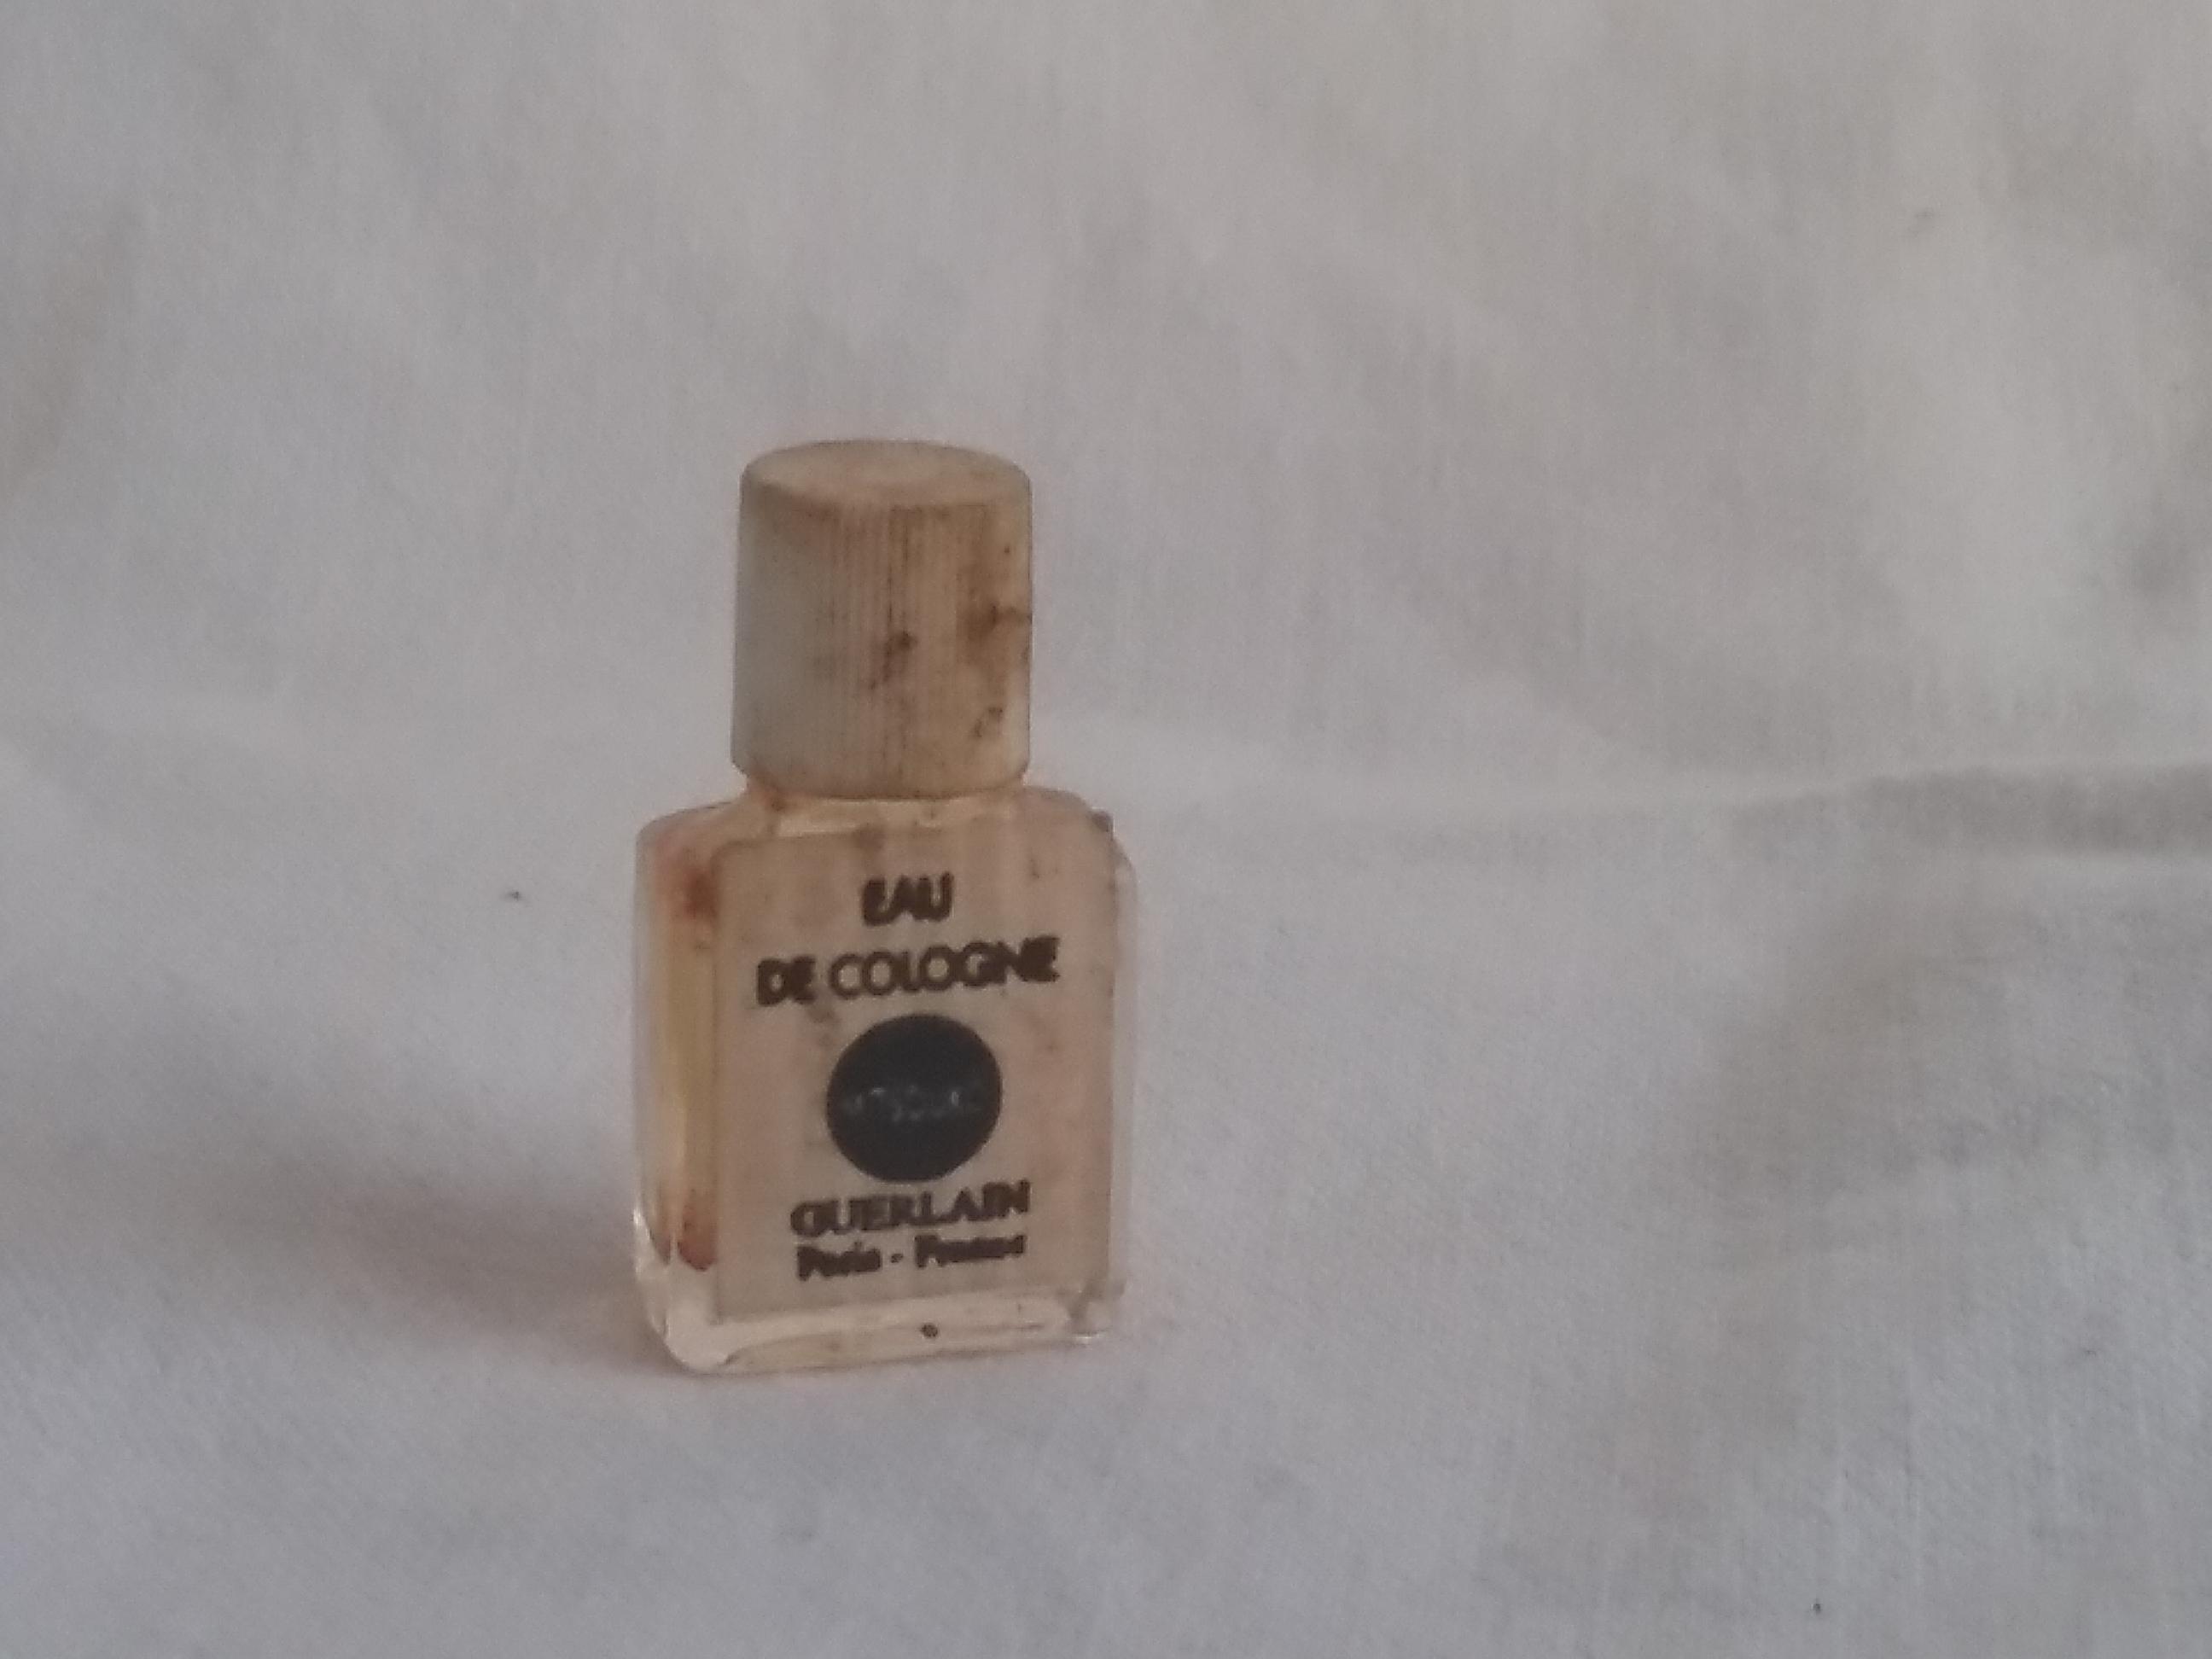 EAU
DE COLOGNE
GUERLAIN
Paris - France